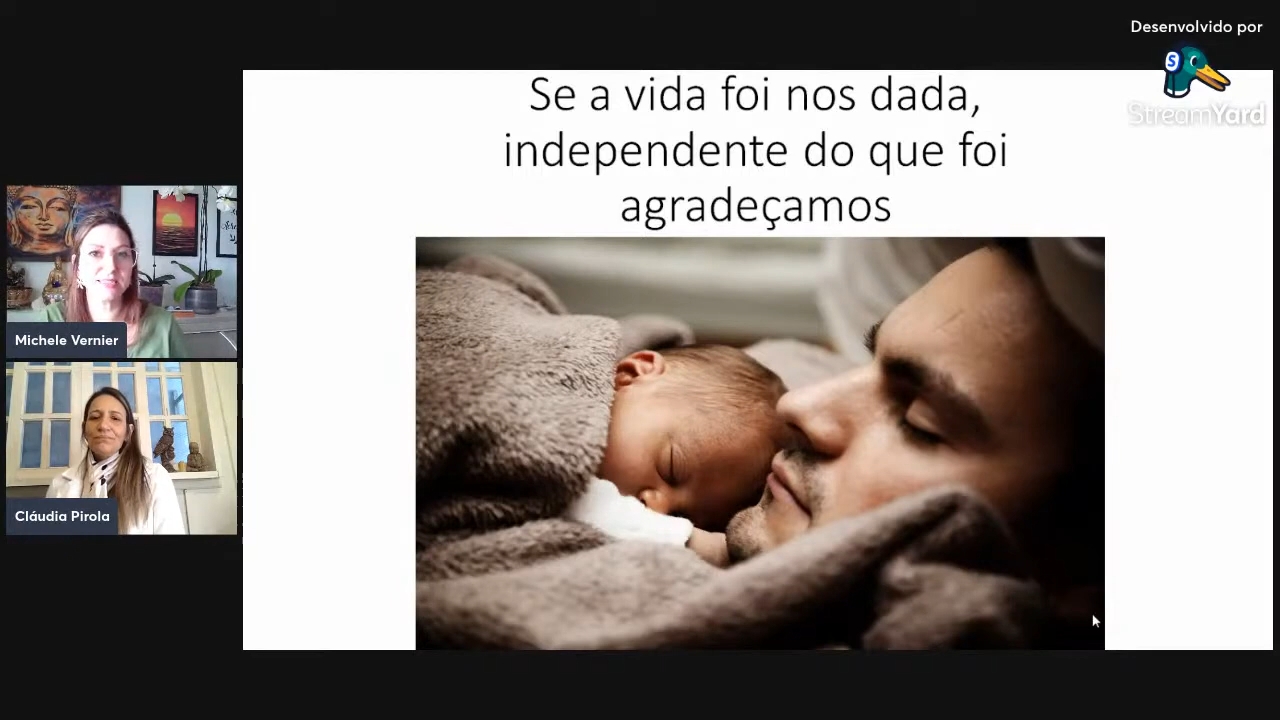 Desenvolvido por
StreamYard
Se a vida foi nos dada,
independente do que foi
agradeçamos
Michele Vernier
Cláudia Pirola